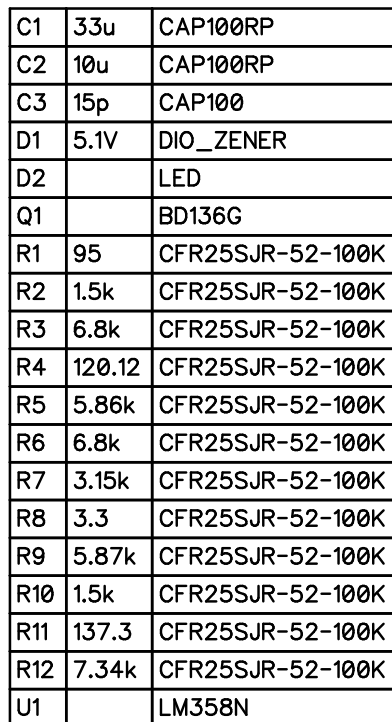 C1 33u CAP100RP
C2 10u CAP100RP
C3 15p CAP100
D1 5.1V DIO_ZENER
D2 LED
Q1 BD136G
R1 95 CFR25SJR-52-100K
R2 1.5k CFR25SJR-52-100K
R3 6.8k CFR25SJR-52-100K
R4 120.12 CFR25SJR-52-100K
R5 5.86k CFR25SJR-52-100K
R6 6.8k CFR25SJR-52-100K
R7 3.15k CFR25SJR-52-100K
R8 3.3 CFR25SJR-52-100K
R9 5.87k CFR25SJR-52-100K
R10 1.5k CFR25SJR-52-100K
R11 137.3 CFR25SJR-52-100K
R12 7.34k CFR25SJR-52-100K
U1 LM358N